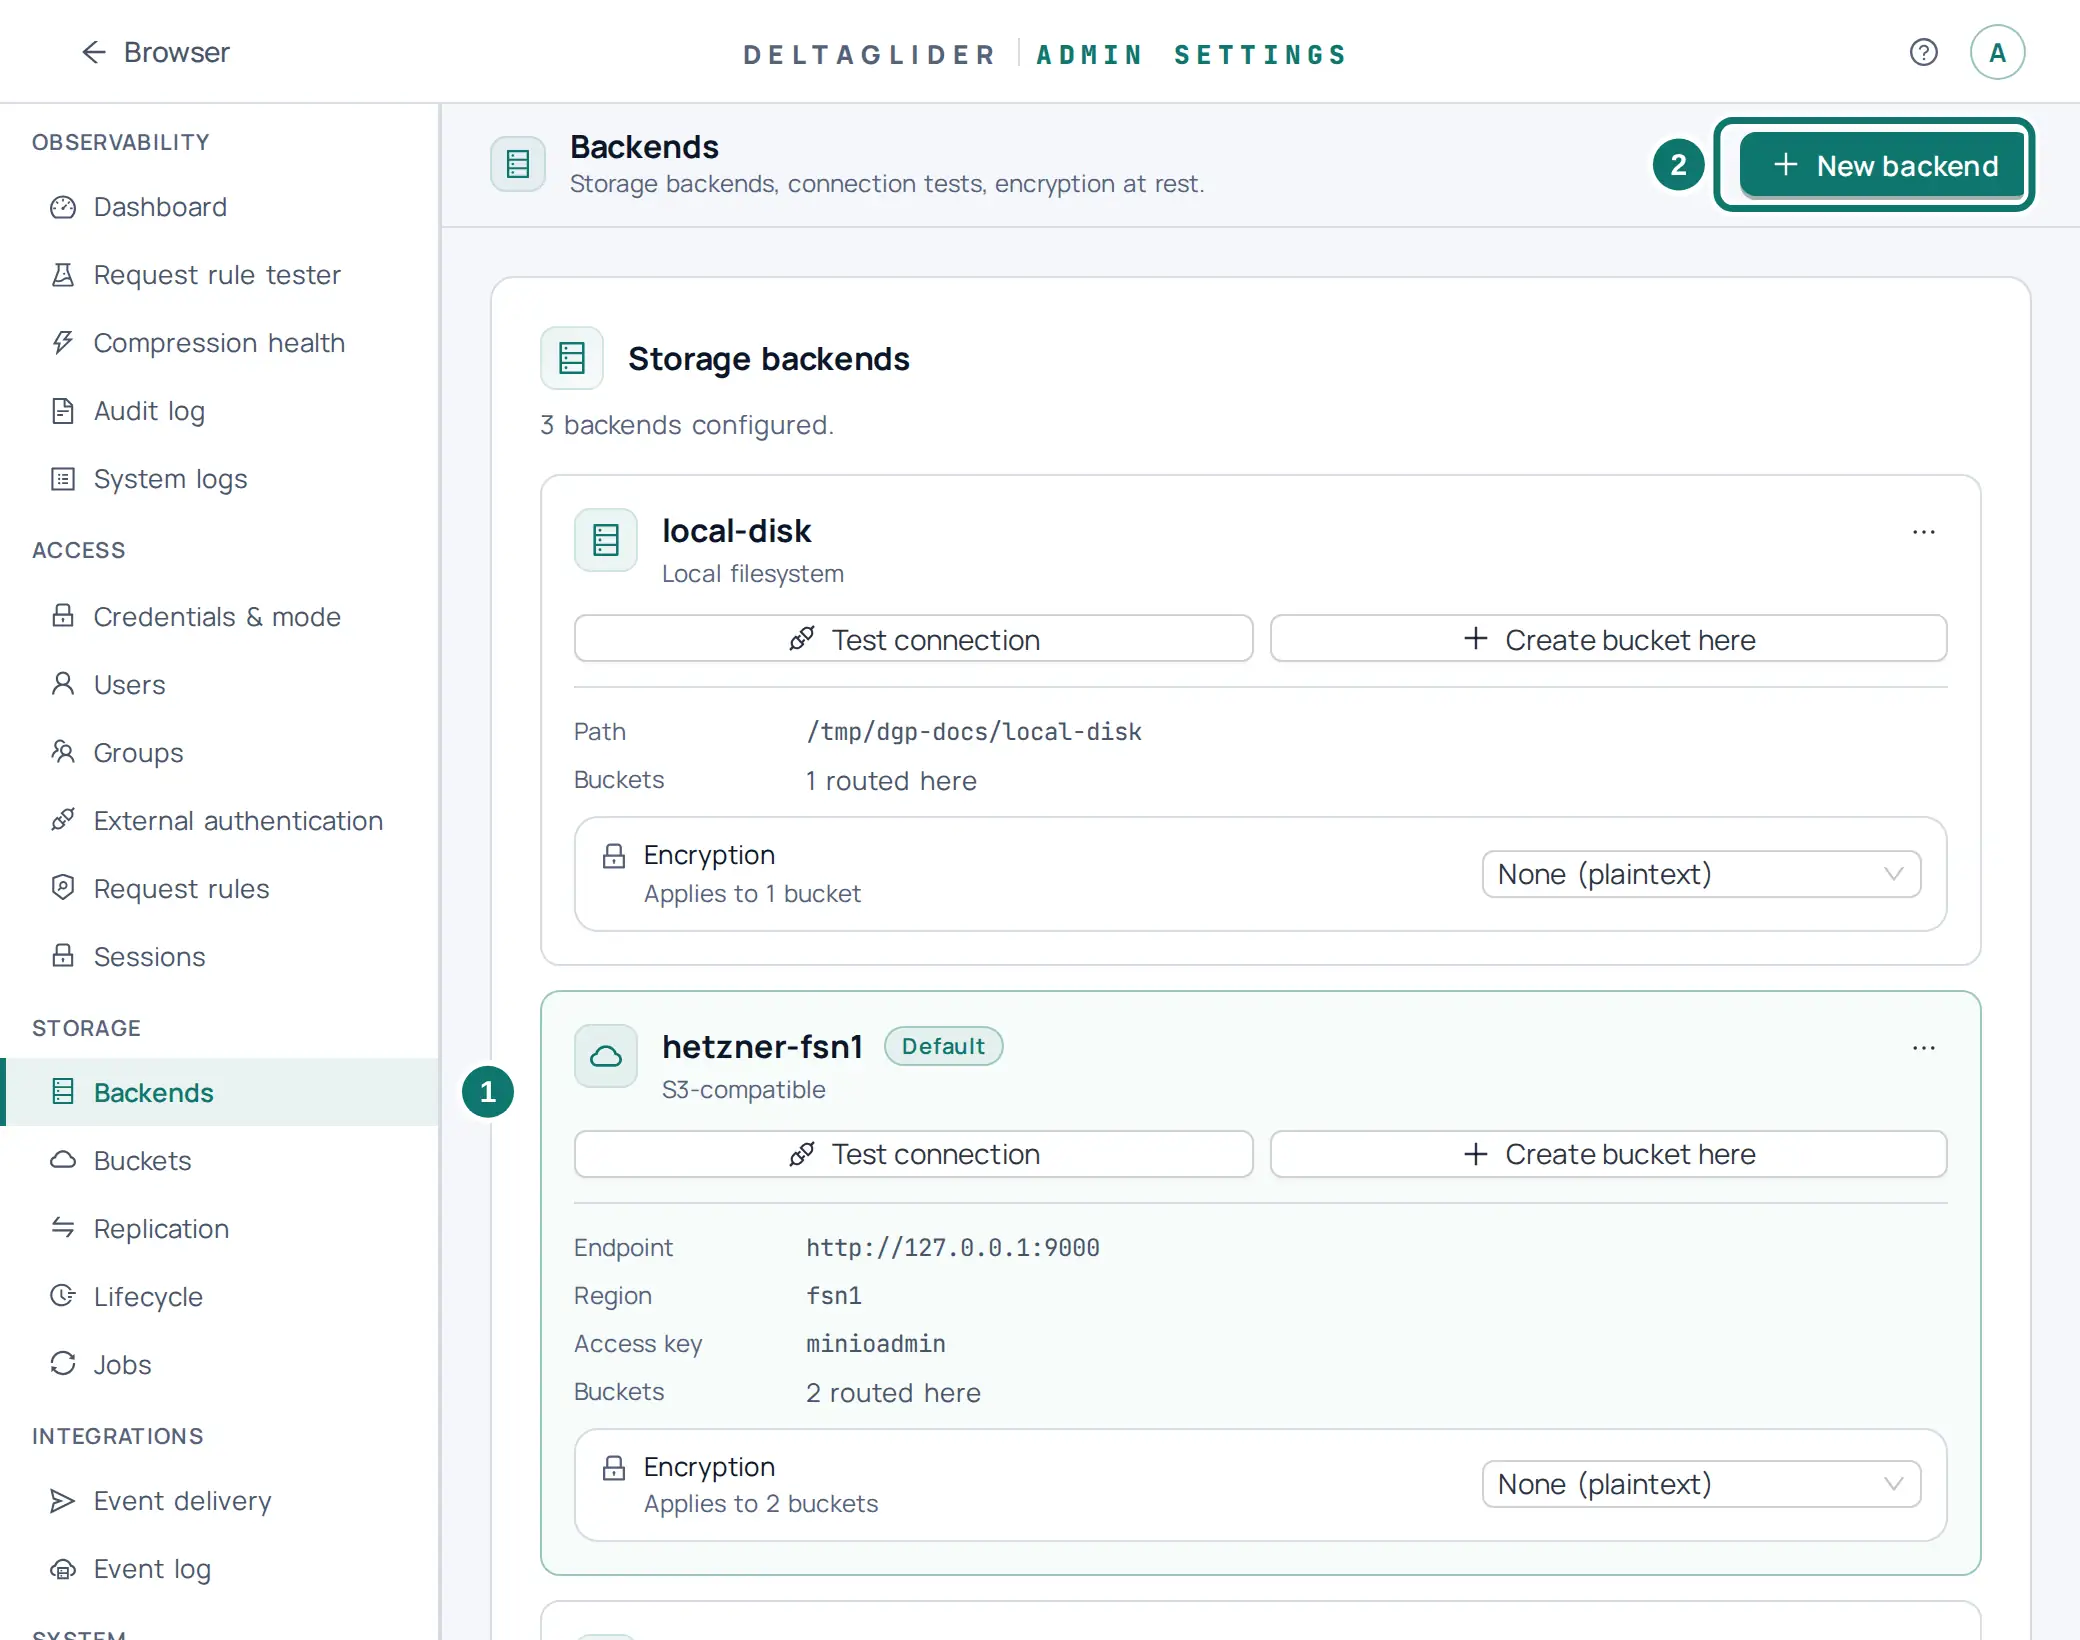 Browser
DELTAGLIDER ADMIN SETTINGS
A
OBSERVABILITY
Dashboard
Request rule tester
Compression health
Audit log
System logs
ACCESS
Credentials & mode
Users
Groups
External authentication
Request rules
Sessions
STORAGE
Backends
Buckets
Replication
Lifecycle
Jobs
INTEGRATIONS
Event delivery
Event log
SYSTEM
Backends
Storage backends, connection tests, encryption at rest.
2
+ New backend
Storage backends
3 backends configured.
local-disk
Local filesystem
Test connection
+ Create bucket here
Path /tmp/dgp-docs/local-disk
Buckets 1 routed here
Encryption
Applies to 1 bucket
None (plaintext)
1
hetzner-fsn1 Default
S3-compatible
Test connection
+ Create bucket here
Endpoint http://127.0.0.1:9000
Region fsn1
Access key minioadmin
Buckets 2 routed here
Encryption
Applies to 2 buckets
None (plaintext)